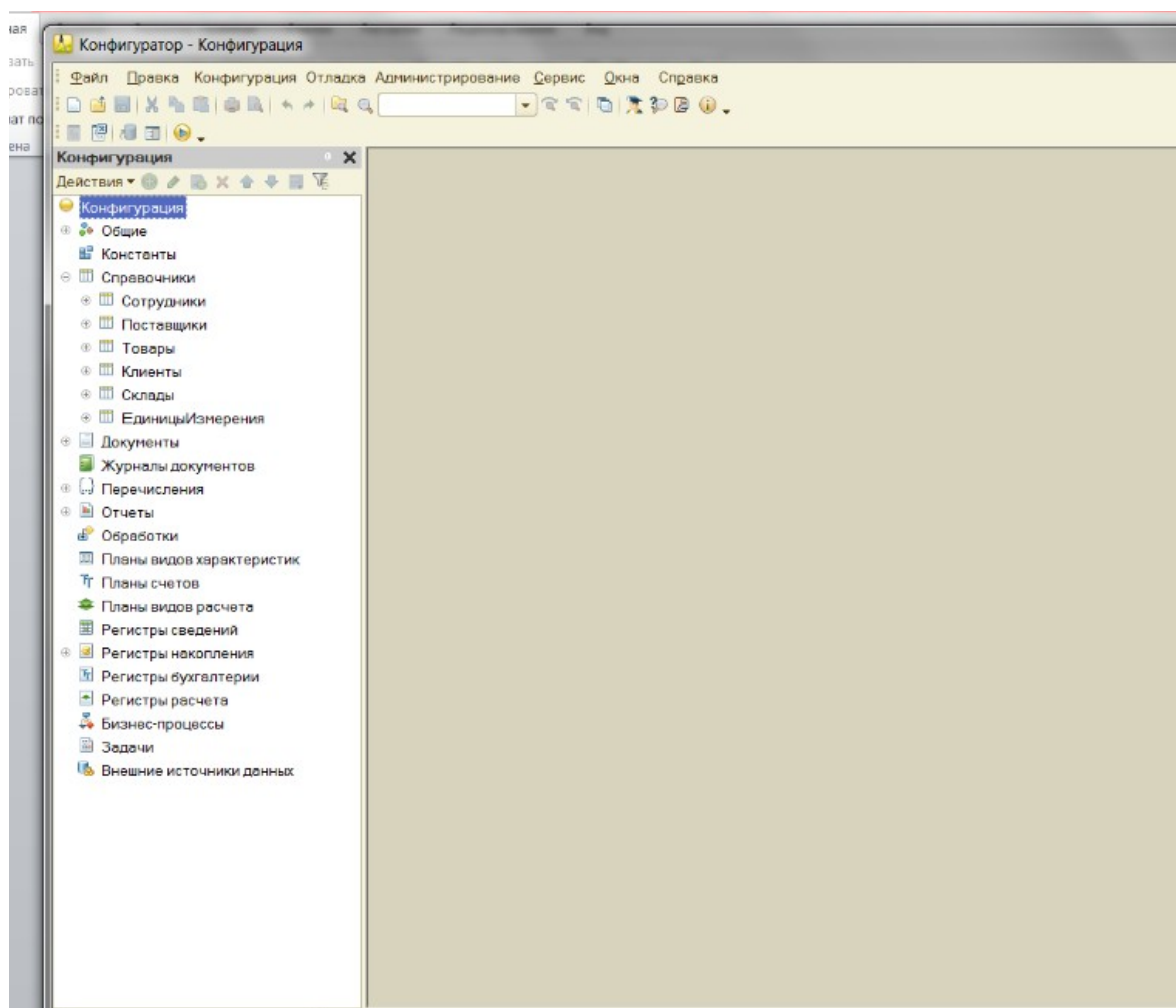 ная
Конфигуратор - Конфигурация
Файл Правка Конфигурация Отладка Администрирование Сервис Окна Справка
ена
Конфигурация
Действия
Конфигурация
Общие
Константы
Справочники
Сотрудники
Поставщики
Товары
Клиенты
Склады
ЕдиницыИзмерения
Документы
Журналы документов
Перечисления
Отчеты
Обработки
Планы видов характеристик
Планы счетов
Планы видов расчета
Регистры сведений
Регистры накопления
Регистры бухгалтерии
Регистры расчета
Бизнес-процессы
Задачи
Внешние источники данных